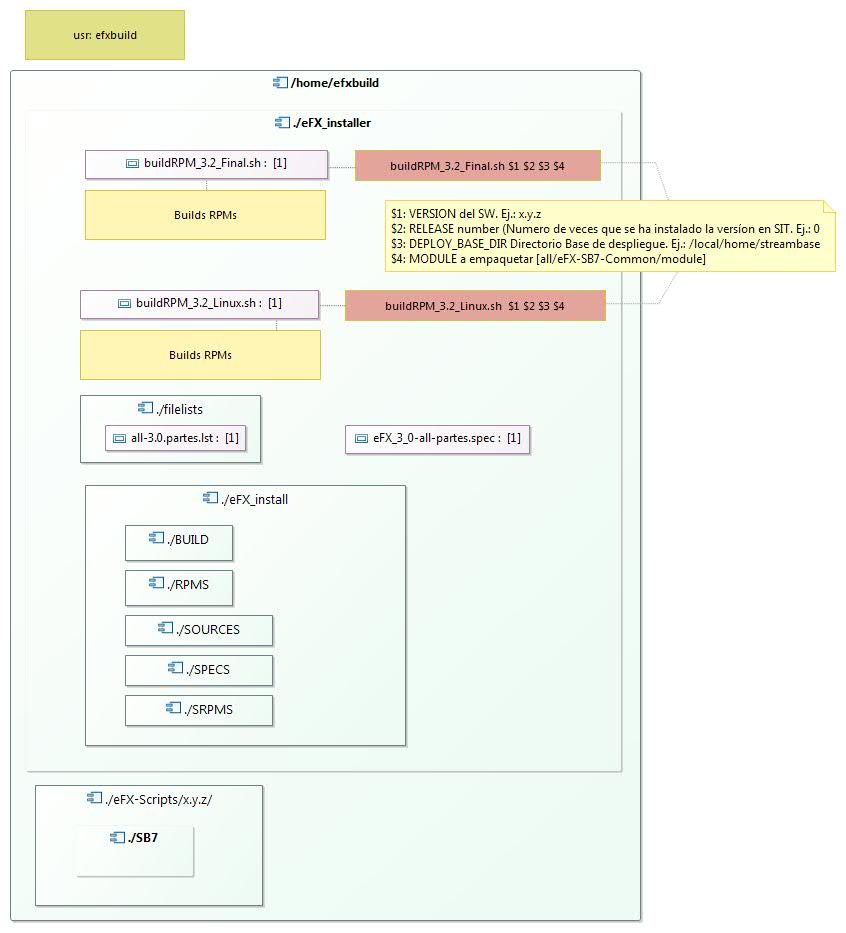 usr: efxbuild
/home/efxbuild
./eFX_installer
buildRPM_3.2_Final.sh : [1]
buildRPM_3.2_Final.sh $1 $2 $3 $4
Builds RPMs
$1: VERSION del SW. Ej.: x.y.z
$2: RELEASE number (Numero de veces que se ha instalado la versíon en SIT. Ej.: 0
$3: DEPLOY_BASE_DIR Directorio Base de despliegue. Ej.: /local/home/streambase
$4: MODULE a empaquetar [all/eFX-SB7-Common/module]
buildRPM_3.2_Linux.sh : [1]
buildRPM_3.2_Linux.sh $1 $2 $3 $4
Builds RPMs
./filelists
all-3.0.partes.lst : [1]
eFX_3_0-all-partes.spec : [1]
./eFX_install
./BUILD
./RPMS
./SOURCES
./SPECS
./SRPMS
./eFX-Scripts/x.y.z/
./SB7